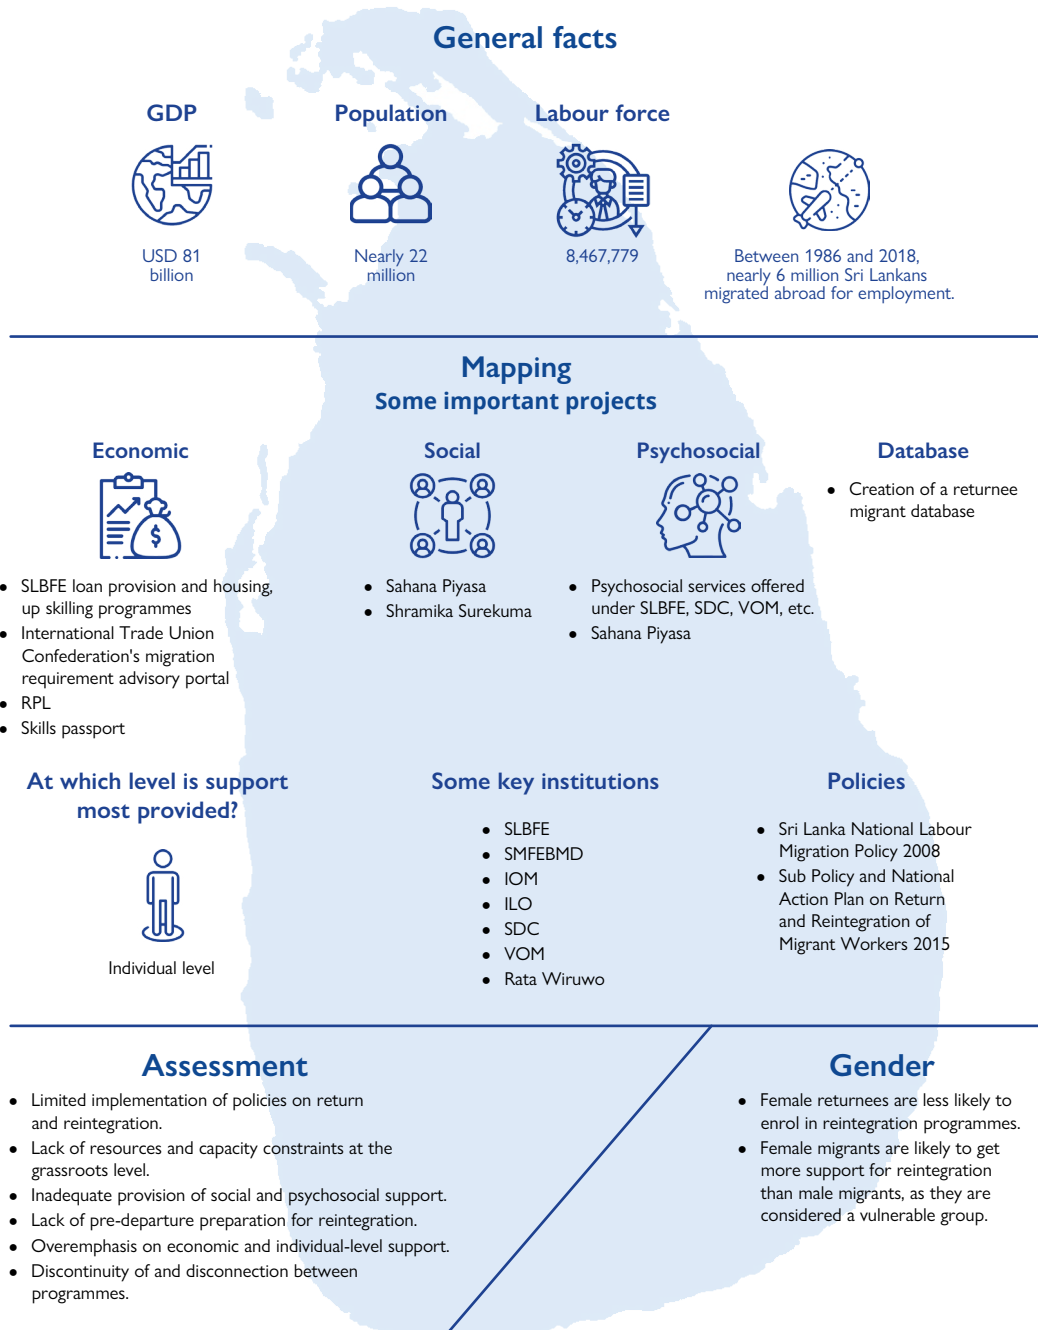 General facts
GDP
Population
Labour force
USD 81
billion
Nearly 22
million
8,467,779
Between 1986 and 2018,
nearly 6 million Sri Lankans
migrated abroad for employment.
Mapping
Some important projects
Economic
Social
Psychosocial
Database
• SLBFE loan provision and housing,
up skilling programmes
• International Trade Union
Confederation's migration
requirement advisory portal
• RPL
• Skills passport
• Sahana Piyasa
• Shramika Surekuma
• Psychosocial services offered
under SLBFE, SDC, VOM, etc.
• Sahana Piyasa
• Creation of a returnee
migrant database
At which level is support
most provided?
Individual level
Some key institutions
• SLBFE
• SMFEBMD
• IOM
• ILO
• SDC
• VOM
• Rata Wiruwo
Policies
• Sri Lanka National Labour
Migration Policy 2008
• Sub Policy and National
Action Plan on Return
and Reintegration of
Migrant Workers 2015
Assessment
• Limited implementation of policies on return
and reintegration.
• Lack of resources and capacity constraints at the
grassroots level.
• Inadequate provision of social and psychosocial support.
• Lack of pre-departure preparation for reintegration.
• Overemphasis on economic and individual-level support.
• Discontinuity of and disconnection between
programmes.
Gender
• Female returnees are less likely to
enrol in reintegration programmes.
• Female migrants are likely to get
more support for reintegration
than male migrants, as they are
considered a vulnerable group.